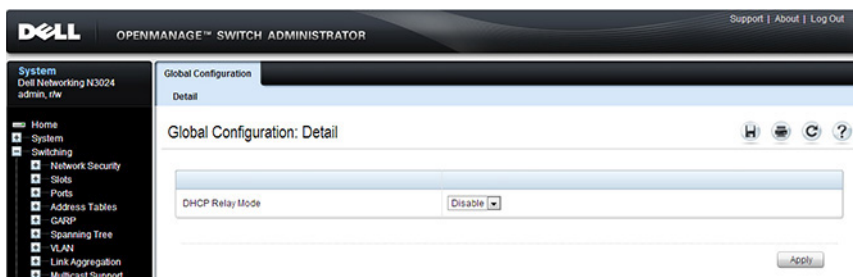 Support | About | Log Out
DELL OPENMANAGE™ SWITCH ADMINISTRATOR
System
Dell Networking N3024
admin, r/w
Home
System
Switching
Network Security
Slots
Ports
Address Tables
GARP
Spanning Tree
VLAN
Link Aggregation
Multicast Support
Global Configuration
Detail
Global Configuration: Detail
DHCP Relay Mode
Disable
Apply